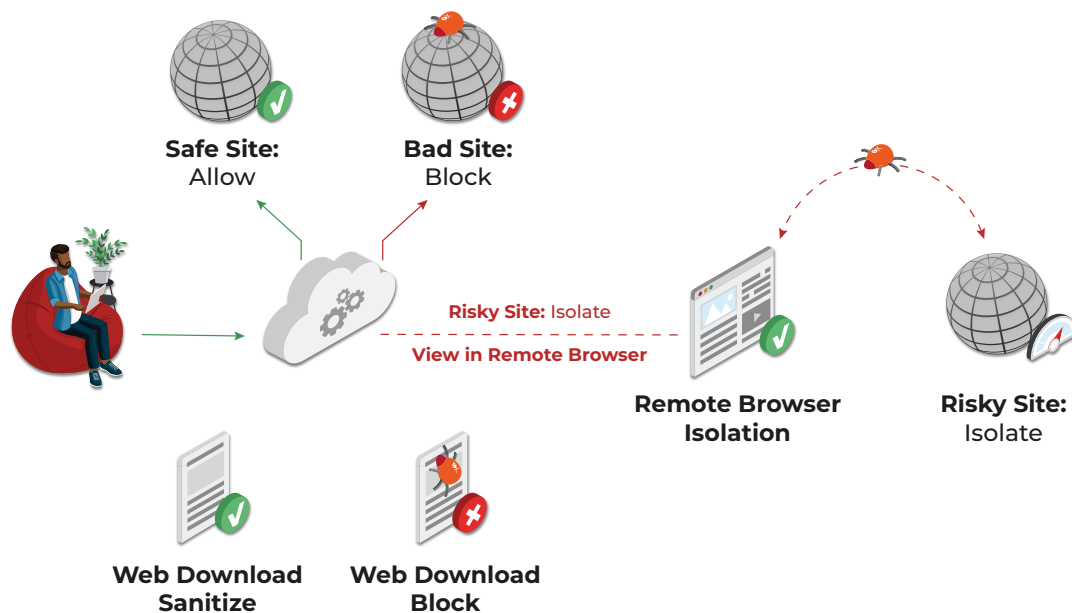 Safe Site:
Allow
Bad Site:
Block
Risky Site: Isolate
View in Remote Browser
Remote Browser
Isolation
Risky Site:
Isolate
Web Download
Sanitize
Web Download
Block